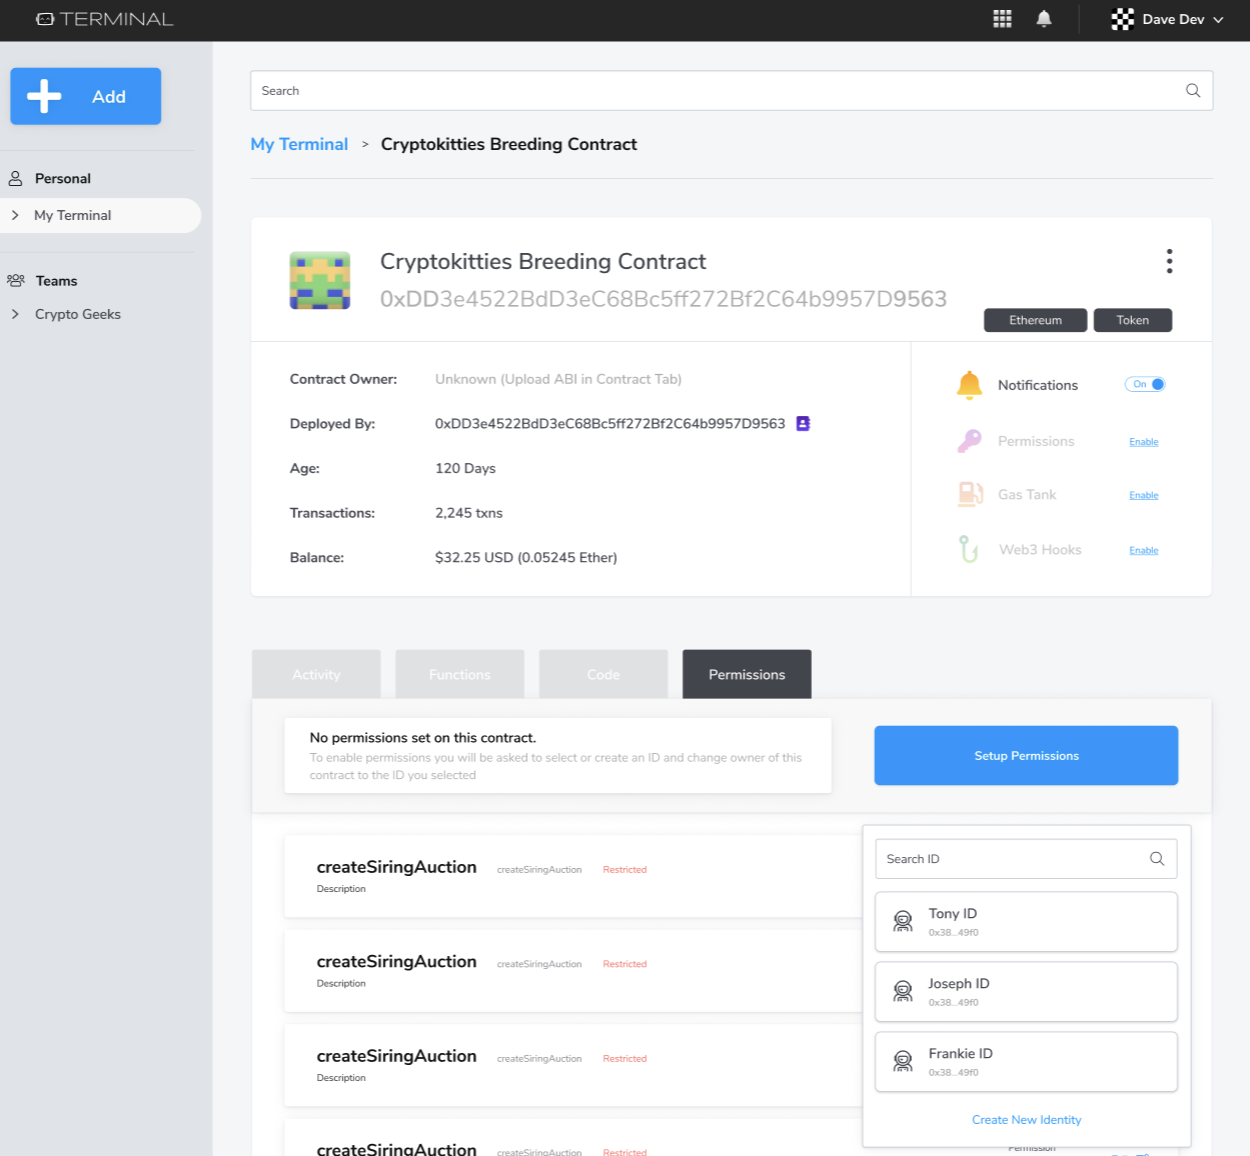 TERMINAL
Dave Dev
Add
Search
My Terminal > Cryptokitties Breeding Contract
Personal
My Terminal
Teams
Crypto Geeks
Cryptokitties Breeding Contract
0xDD3e4522BdD3eC68Bc5ff272Bf2C64b9957D9563
Ethereum
Token
Contract Owner: Unknown (Upload ABI in Contract Tab)
Deployed By: 0xDD3e4522BdD3eC68Bc5ff272Bf2C64b9957D9563
Age: 120 Days
Transactions: 2,245 txns
Balance: $32.25 USD (0.05245 Ether)
Notifications On
Permissions Enable
Gas Tank Enable
Web3 Hooks Enable
Activity
Functions
Code
Permissions
No permissions set on this contract.
To enable permissions you will be asked to select or create an ID and change owner of this
contract to the ID you selected
Setup Permissions
createSiringAuction createSiringAuction Restricted
Description
createSiringAuction createSiringAuction Restricted
Description
createSiringAuction createSiringAuction Restricted
Description
createSiringAuction createSiringAuction Restricted
Search ID
Tony ID
0x38...49f0
Joseph ID
0x38...49f0
Frankie ID
0x38...49f0
Create New Identity
Permission